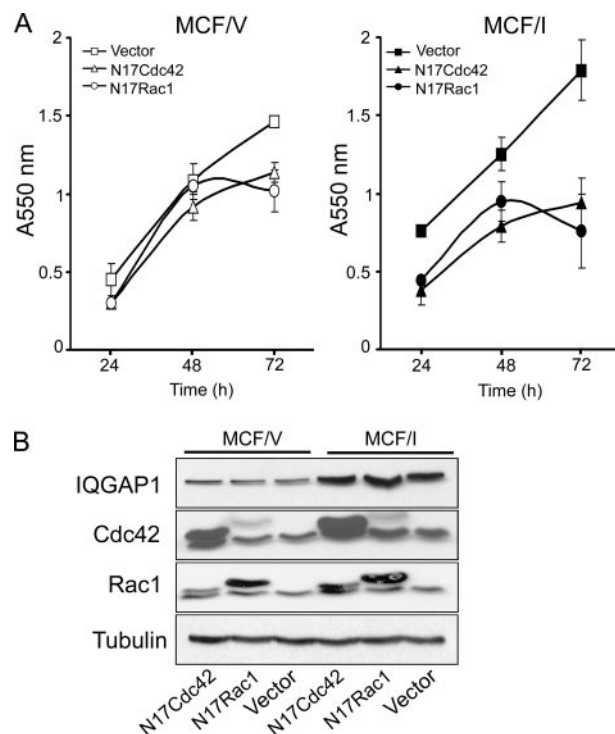 A
MCF/V
MCF/I
Vector
N17Cdc42
N17Rac1
Vector
N17Cdc42
N17Rac1
A550 nm
2
1.5
1
0.5
0
24
48
72
Time (h)
A550 nm
2
1.5
1
0.5
0
24
48
72
Time (h)
B
MCF/V
MCF/I
IQGAP1
Cdc42
Rac1
Tubulin
N17Cdc42
N17Rac1
Vector
N17Cdc42
N17Rac1
Vector